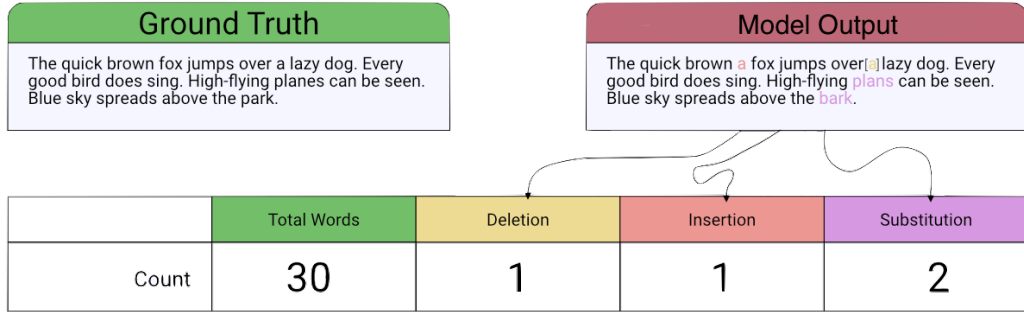 Ground Truth
The quick brown fox jumps over a lazy dog. Every
good bird does sing. High-flying planes can be seen.
Blue sky spreads above the park.
Model Output
The quick brown a fox jumps over[a] lazy dog. Every
good bird does sing. High-flying plans can be seen.
Blue sky spreads above the bark.
Total Words Deletion Insertion Substitution
Count 30 1 1 2